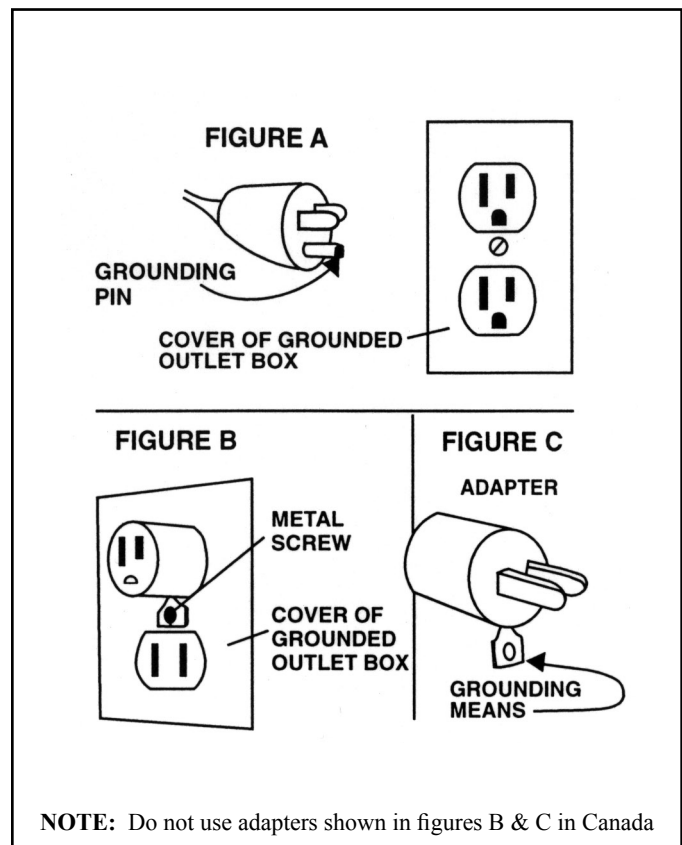 FIGURE A
GROUNDING
PIN
COVER OF GROUNDED
OUTLET BOX
FIGURE B
METAL
SCREW
COVER OF
GROUNDED
OUTLET BOX
FIGURE C
ADAPTER
GROUNDING
MEANS
NOTE: Do not use adapters shown in figures B & C in Canada